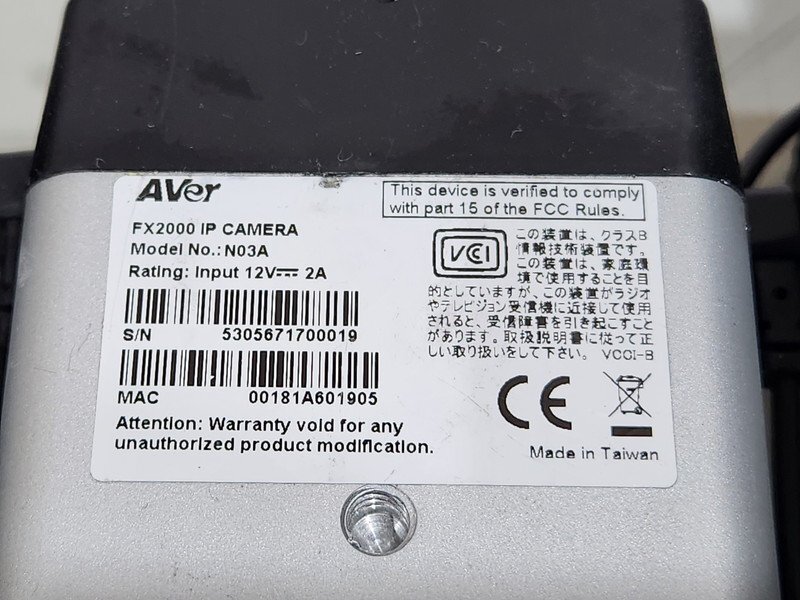 AVer
FX2000 IP CAMERA
Model No.: N03A
Rating: Input 12V⎓ 2A
S/N 5305671700019
MAC 00181A601905
Attention: Warranty void for any
unauthorized product modification.
This device is verified to comply
with part 15 of the FCC Rules.
VCI
この装置は、クラスB
情報技術装置です。
この装置は、家庭環
境で使用することを目
的としていますが、この装置がラジオ
やテレビジョン受信機に近接して使用
されると、受信障害を引き起こすこと
があります。取扱説明書に従って正
しい取り扱いをして下さい。 VCCI-B
CE
Made in Taiwan